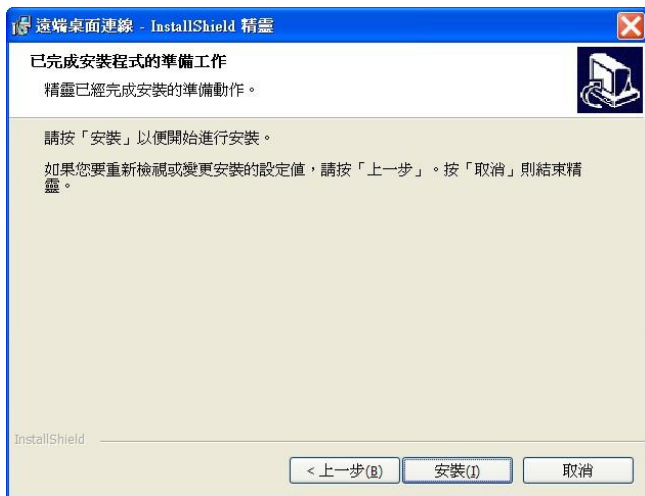 遠端桌面連線 - InstallShield 精靈
已完成安裝程式的準備工作
精靈已經完成安裝的準備動作。
請按「安裝」以便開始進行安裝。
如果您要重新檢視或變更安裝的設定值，請按「上一步」。按「取消」則結束精
靈。
InstallShield
< 上一步(B) 安裝(I) 取消